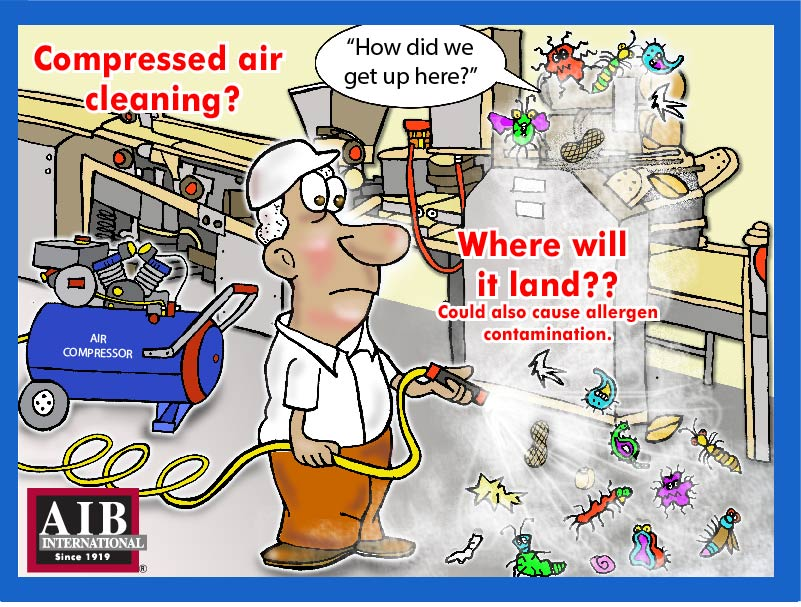 Compressed air
cleaning?
“How did we
get up here?”
Where will
it land??
Could also cause allergen
contamination.
AIR
COMPRESSOR
AIB
INTERNATIONAL
Since 1919
®